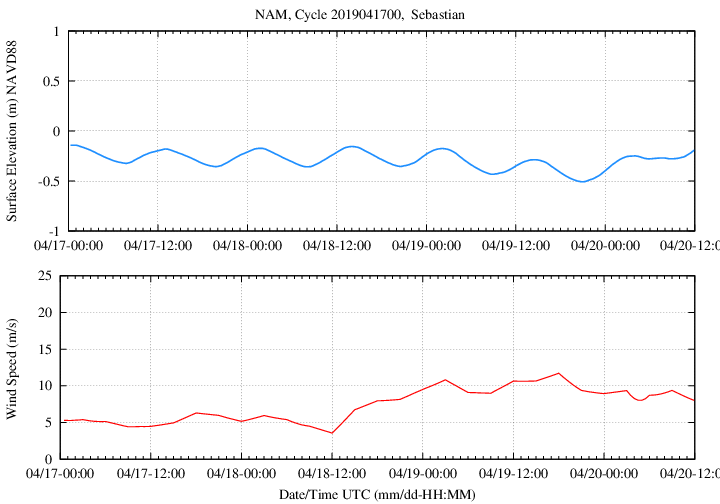 NAM, Cycle 2019041700,  Sebastian
Surface Elevation (m) NAVD88
1
0.5
0
-0.5
-1
04/17-00:00 04/17-12:00 04/18-00:00 04/18-12:00 04/19-00:00 04/19-12:00 04/20-00:00 04/20-12:0
Wind Speed (m/s)
25
20
15
10
5
0
04/17-00:00 04/17-12:00 04/18-00:00 04/18-12:00 04/19-00:00 04/19-12:00 04/20-00:00 04/20-12:0
Date/Time UTC (mm/dd-HH:MM)